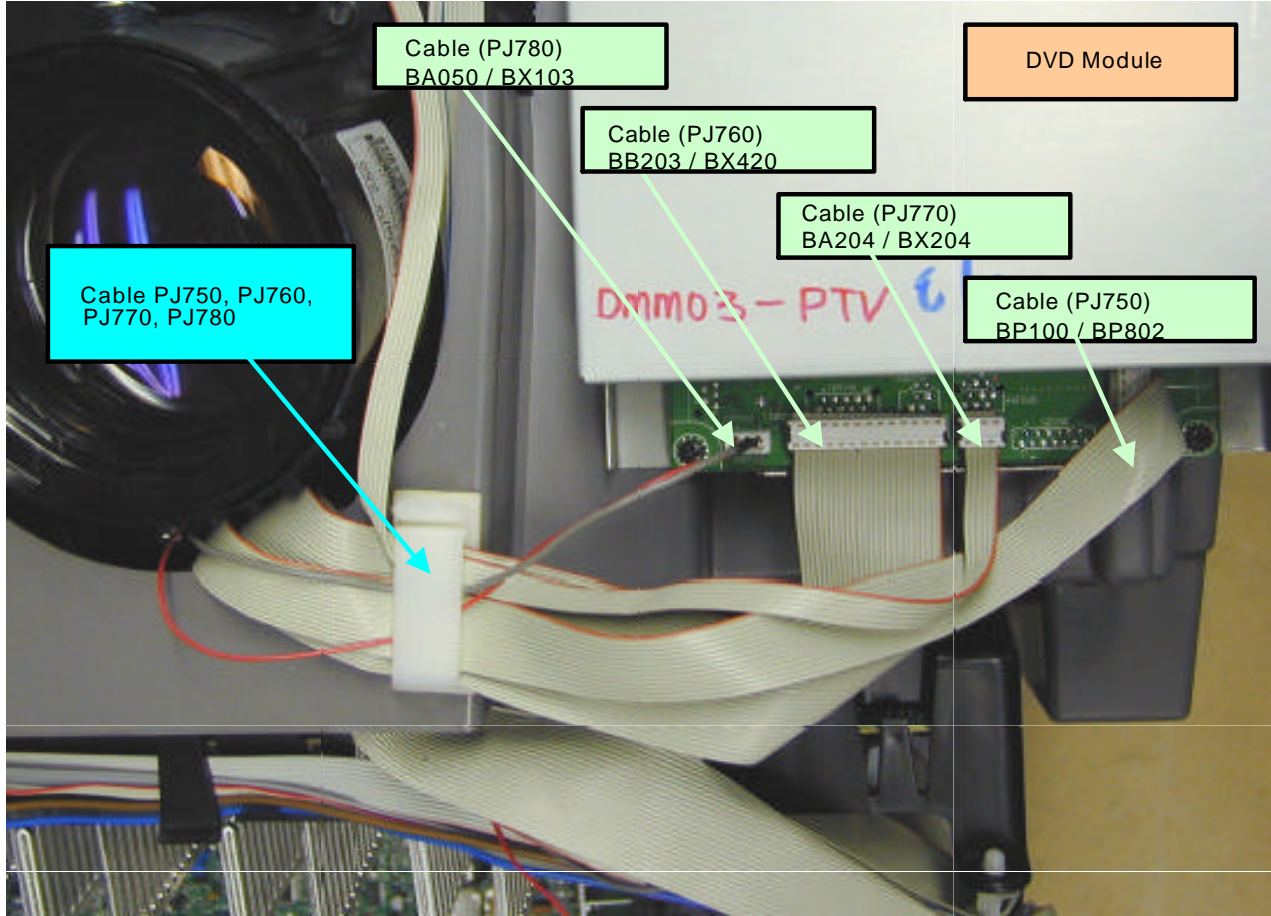 Cable (PJ780)
BA050 / BX103
DVD Module
Cable (PJ760)
BB203 / BX420
Cable (PJ770)
BA204 / BX204
Cable PJ750, PJ760,
PJ770, PJ780
Cable (PJ750)
BP100 / BP802
DMM03-PTV